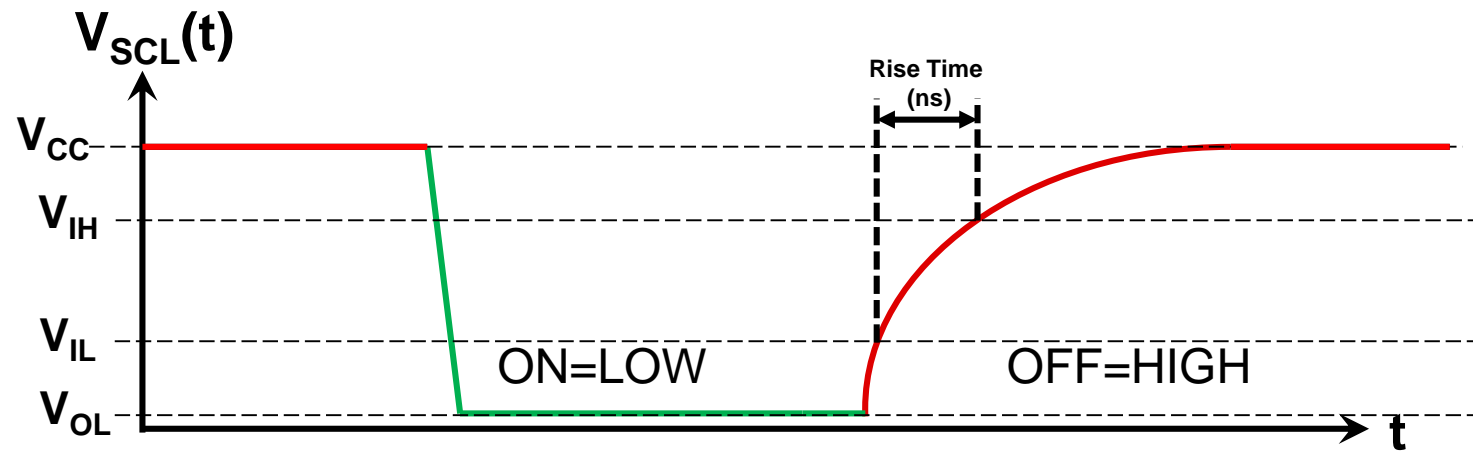 V_SCL(t)
Rise Time
(ns)
V_CC
V_IH
V_IL
ON=LOW
OFF=HIGH
V_OL
t